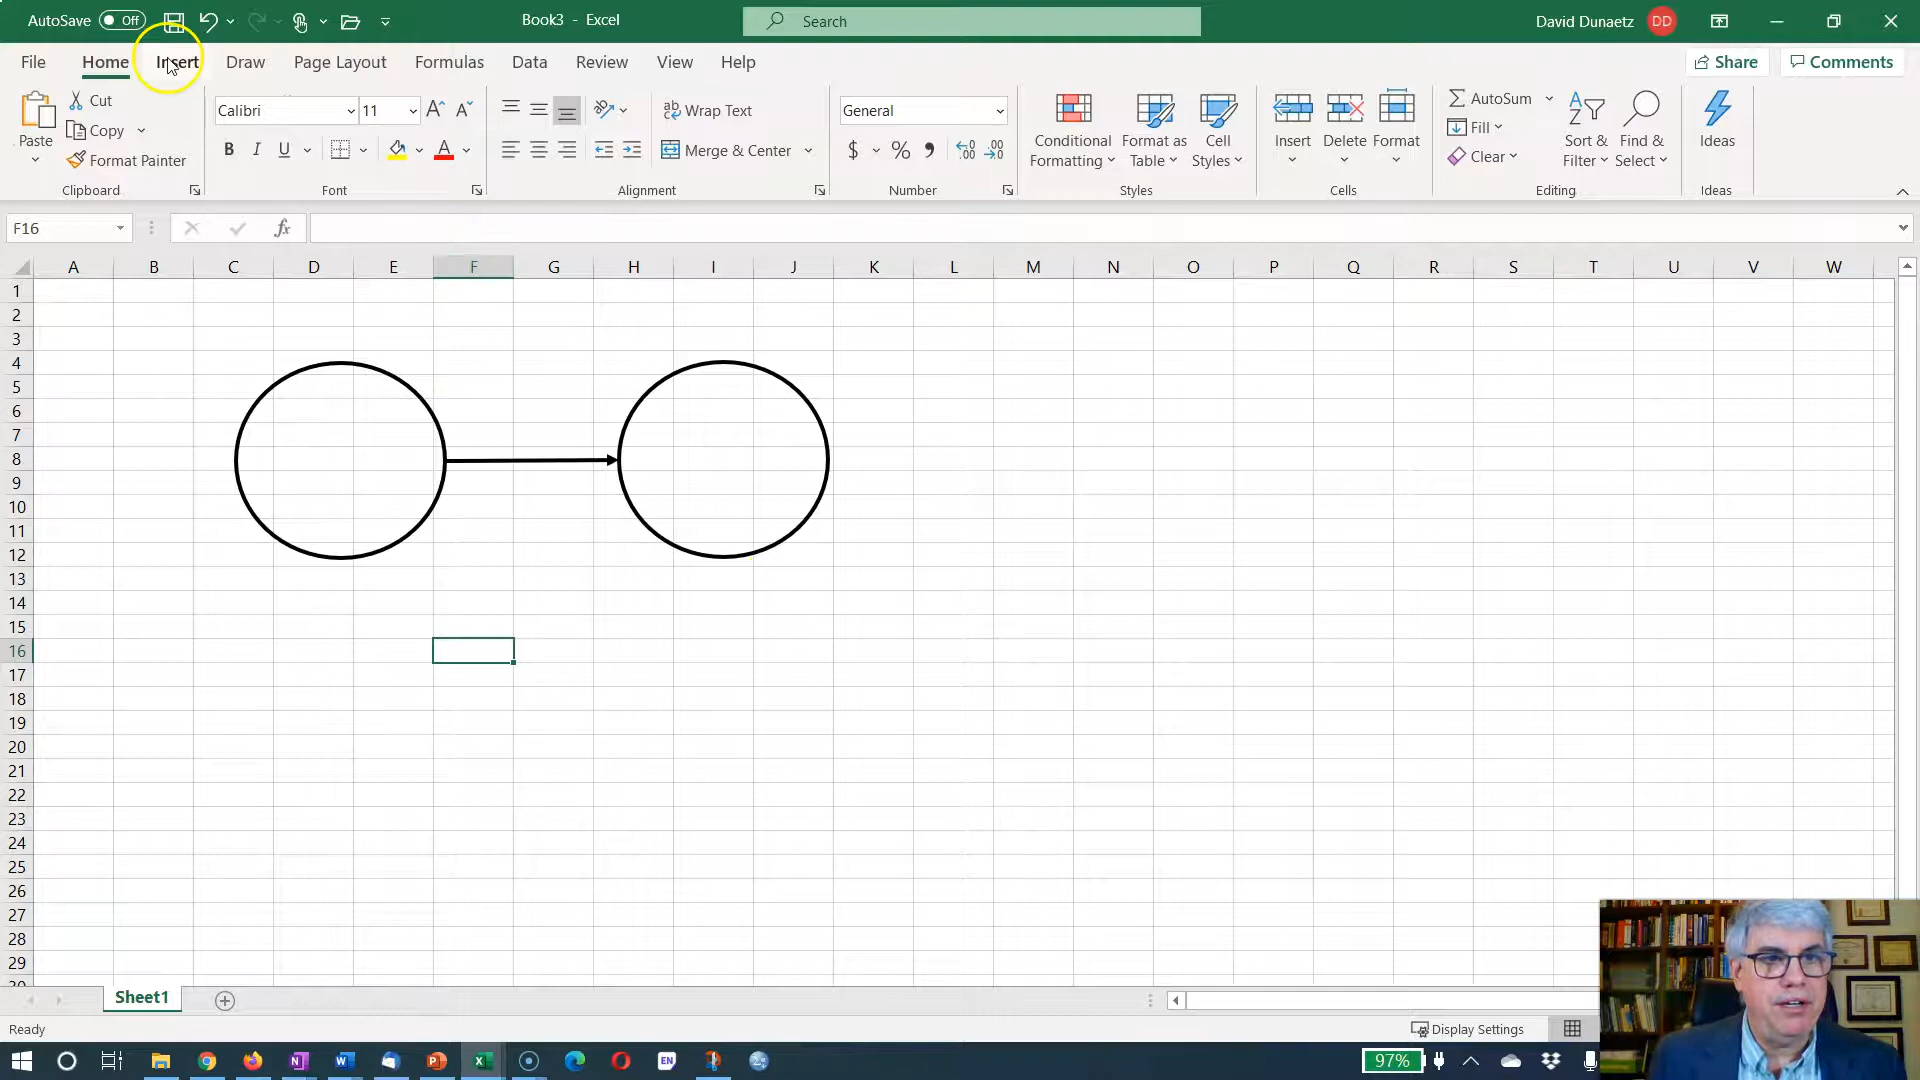 AutoSave Off Book3 - Excel Search David Dunaetz DD
File Home Insert Draw Page Layout Formulas Data Review View Help Share Comments
Paste Cut Copy Format Painter Clipboard
Calibri 11 B I U Font
Wrap Text Merge & Center Alignment
General $ % Number
Conditional Formatting Format as Table Cell Styles Styles
Insert Delete Format Cells
AutoSum Fill Clear Sort & Filter Find & Select Editing
Ideas Ideas
F16 fx
A B C D E F G H I J K L M N O P Q R S T U V W
1
2
3
4
5
6
7
8
9
10
11
12
13
14
15
16
17
18
19
20
21
22
23
24
25
26
27
28
29
Sheet1
Ready Display Settings
97%